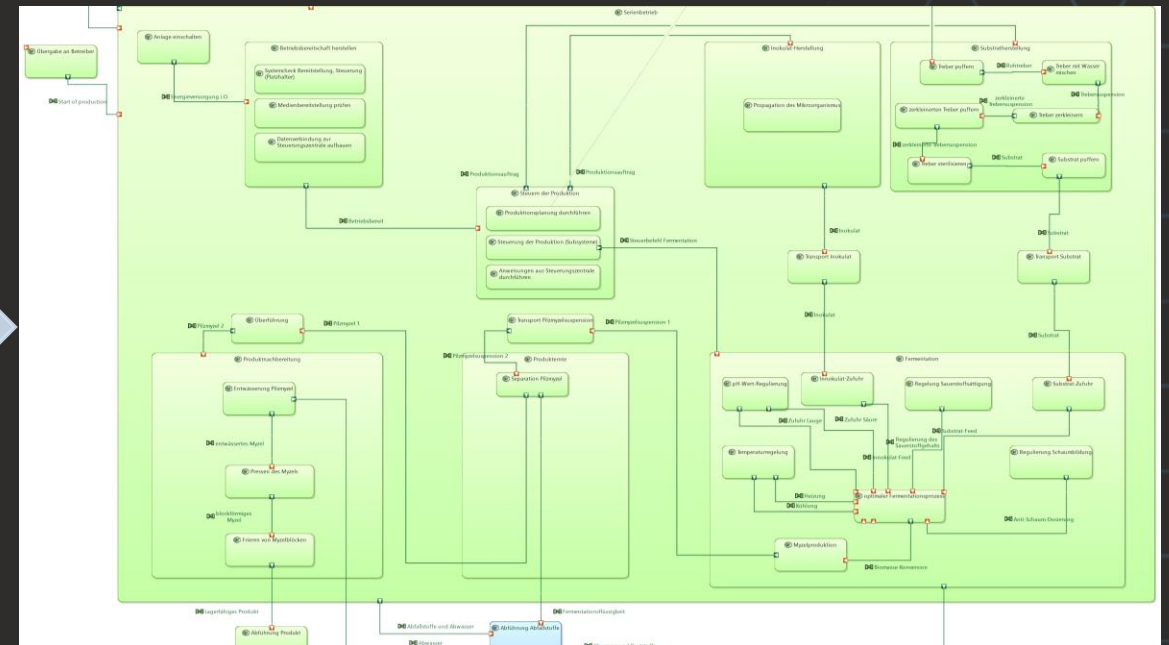 Serienbetrieb
Übergabe an Betreiber
Start of production
Anlage einschalten
Energieversorgung i.O.
Betriebsbereitschaft herstellen
Systemcheck Bereitstellung, Steuerung
(Platzhalter)
Medienbereitstellung prüfen
Datenverbindung zur
Steuerungszentrale aufbauen
Betriebsbereit
Produktionsauftrag
Produktionsauftrag
Steuern der Produktion
Produktionsplanung durchführen
Steuerung der Produktion (Subsysteme)
Anweisungen aus Steuerungszentrale
durchführen
Steuerbefehl Fermentation
Inokulat-Herstellung
Propagation des Mikroorganismus
Inokulat
Transport Inokulat
Inokulat
Substratherstellung
Treber puffern
Rohtreber
Treber mit Wasser
mischen
Trebersuspension
zerkleinerten Treber puffern
zerkleinerte
Trebersuspension
Treber zerkleinern
zerkleinerte Trebersuspension
Treber sterilisieren
Substrat
Substrat puffern
Substrat
Transport Substrat
Substrat
Überführung
Pilzmyzel 2
Pilzmyzel 1
Transport Pilzmyzelsuspension
Pilzmyzelsuspension 1
Pilzmyzelsuspension 2
Produktnachbereitung
Entwässerung Pilzmyzel
entwässertes Myzel
Pressen des Myzels
blockförmiges
Myzel
Frieren von Myzelblöcken
Produkternte
Separation Pilzmyzel
Fermentation
pH-Wert-Regulierung
Innokulat-Zufuhr
Regelung Sauerstoffsättigung
Substrat-Zufuhr
Zufuhr Lauge
Zufuhr Säure
Regulierung des
Sauerstoffgehalts
Substrat-Feed
Innokulat-Feed
Temperaturregelung
Regulierung Schaumbildung
Heizung
Kühlung
optimaler Fermentationsprozess
Anti-Schaum-Dosierung
Myzelproduktion
Biomasse-Konversion
Lagerfähiges Produkt
Fermentationsflüssigkeit
Abfallstoffe und Abwasser
Abführung Produkt
Abführung Abfallstoffe
Abwasser